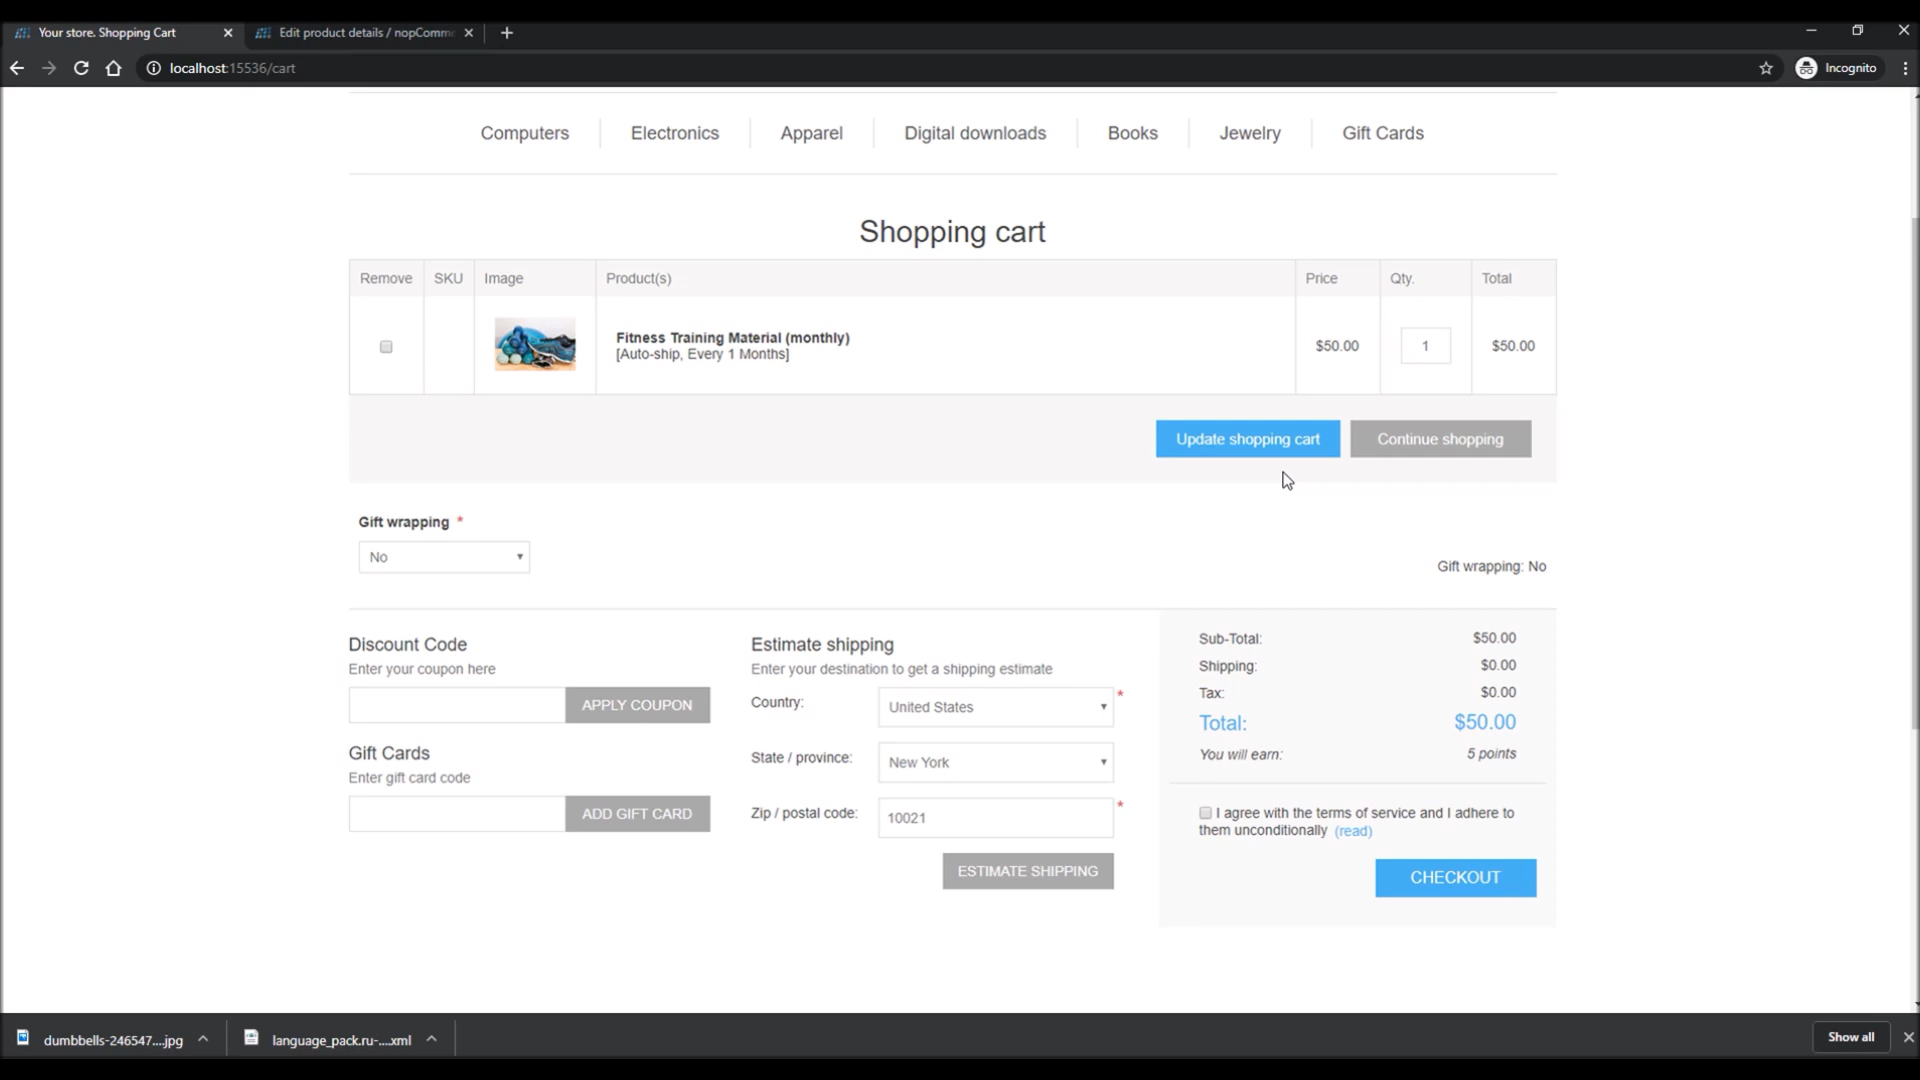 Your store. Shopping Cart
Edit product details / nopComm
localhost:15536/cart
Incognito
Computers
Electronics
Apparel
Digital downloads
Books
Jewelry
Gift Cards
Shopping cart
Remove
SKU
Image
Product(s)
Price
Qty.
Total
Fitness Training Material (monthly)
[Auto-ship, Every 1 Months]
$50.00
1
$50.00
Update shopping cart
Continue shopping
Gift wrapping *
No
Gift wrapping: No
Discount Code
Enter your coupon here
APPLY COUPON
Gift Cards
Enter gift card code
ADD GIFT CARD
Estimate shipping
Enter your destination to get a shipping estimate
Country:
United States
*
State / province:
New York
Zip / postal code:
10021
*
ESTIMATE SHIPPING
Sub-Total: $50.00
Shipping: $0.00
Tax: $0.00
Total: $50.00
You will earn: 5 points
I agree with the terms of service and I adhere to
them unconditionally (read)
CHECKOUT
dumbbells-246547....jpg
language_pack.ru-....xml
Show all